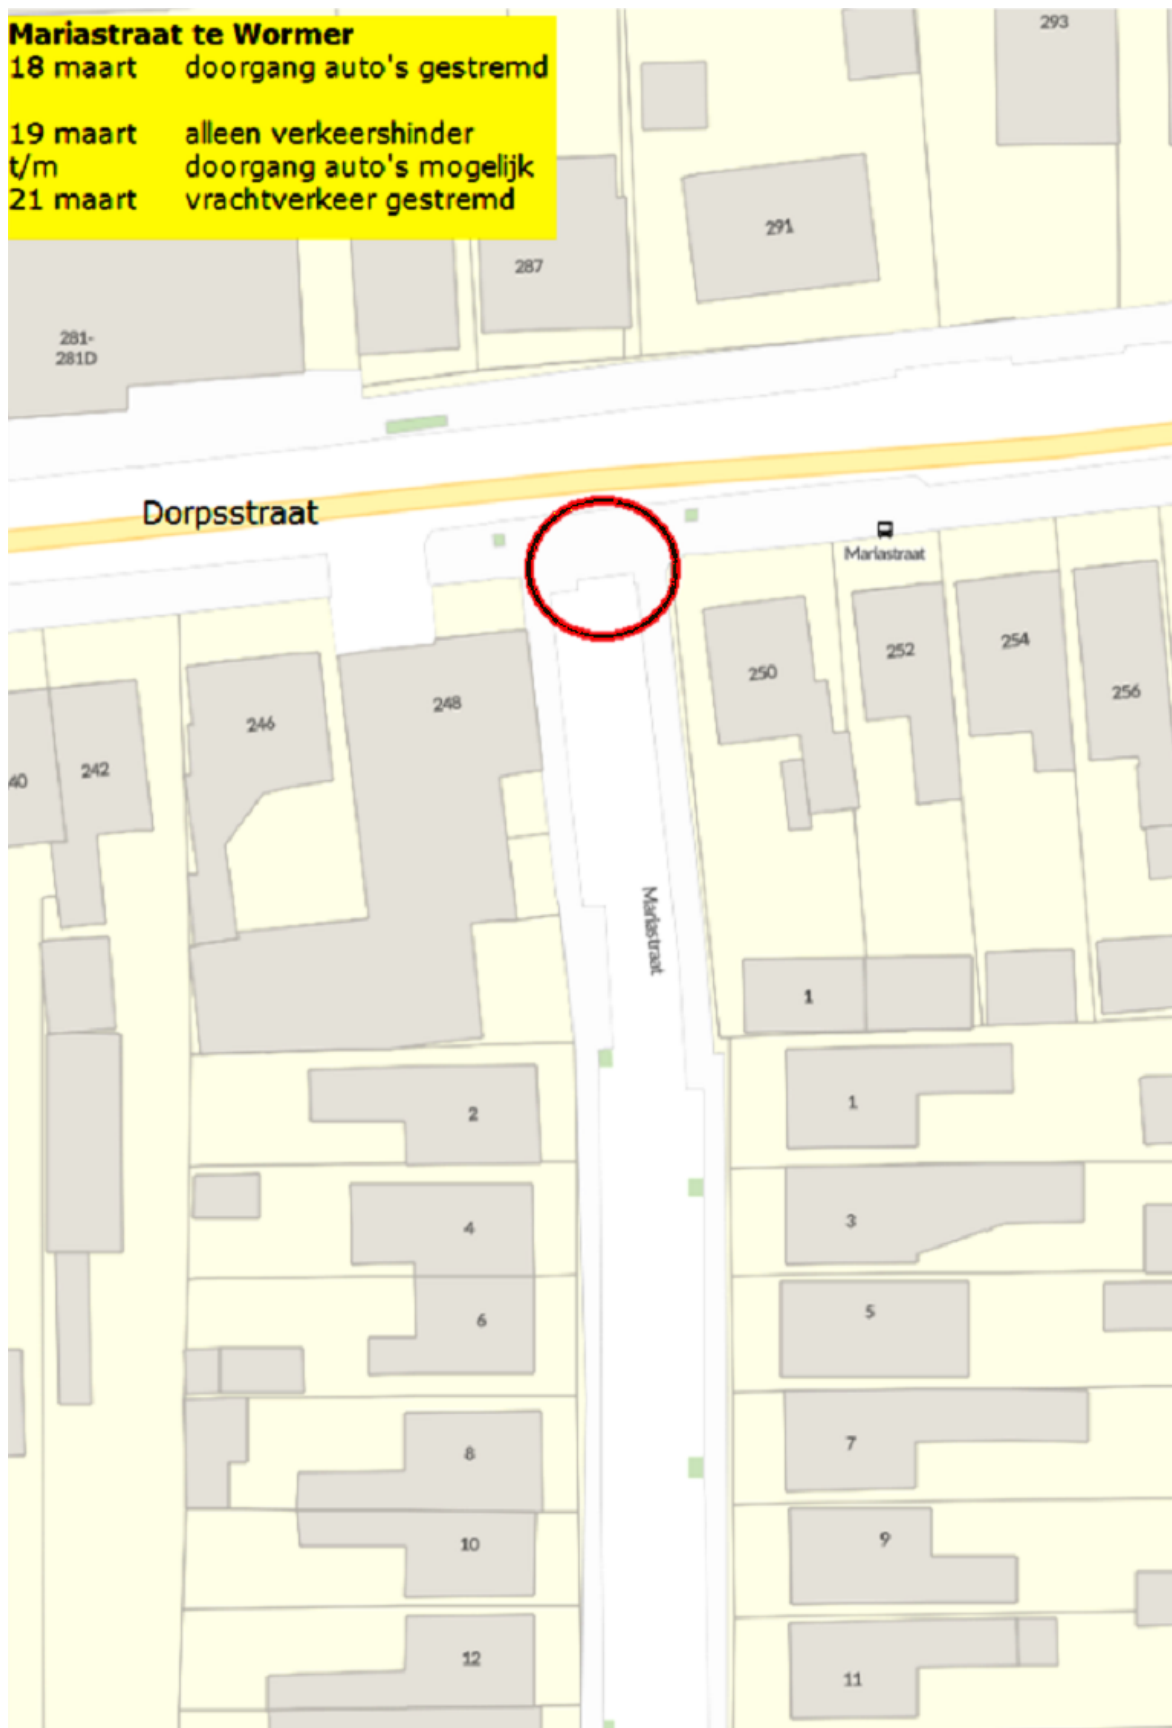 Mariastraat te Wormer
18 maart doorgang auto's gestremd
19 maart alleen verkeershinder
t/m doorgang auto's mogelijk
21 maart vrachtverkeer gestremd
293
291
287
281-
281D
Dorpsstraat
Mariastraat
250
252
254
256
248
246
242
40
Mariastraat
1
2
1
4
3
6
5
8
7
10
9
12
11